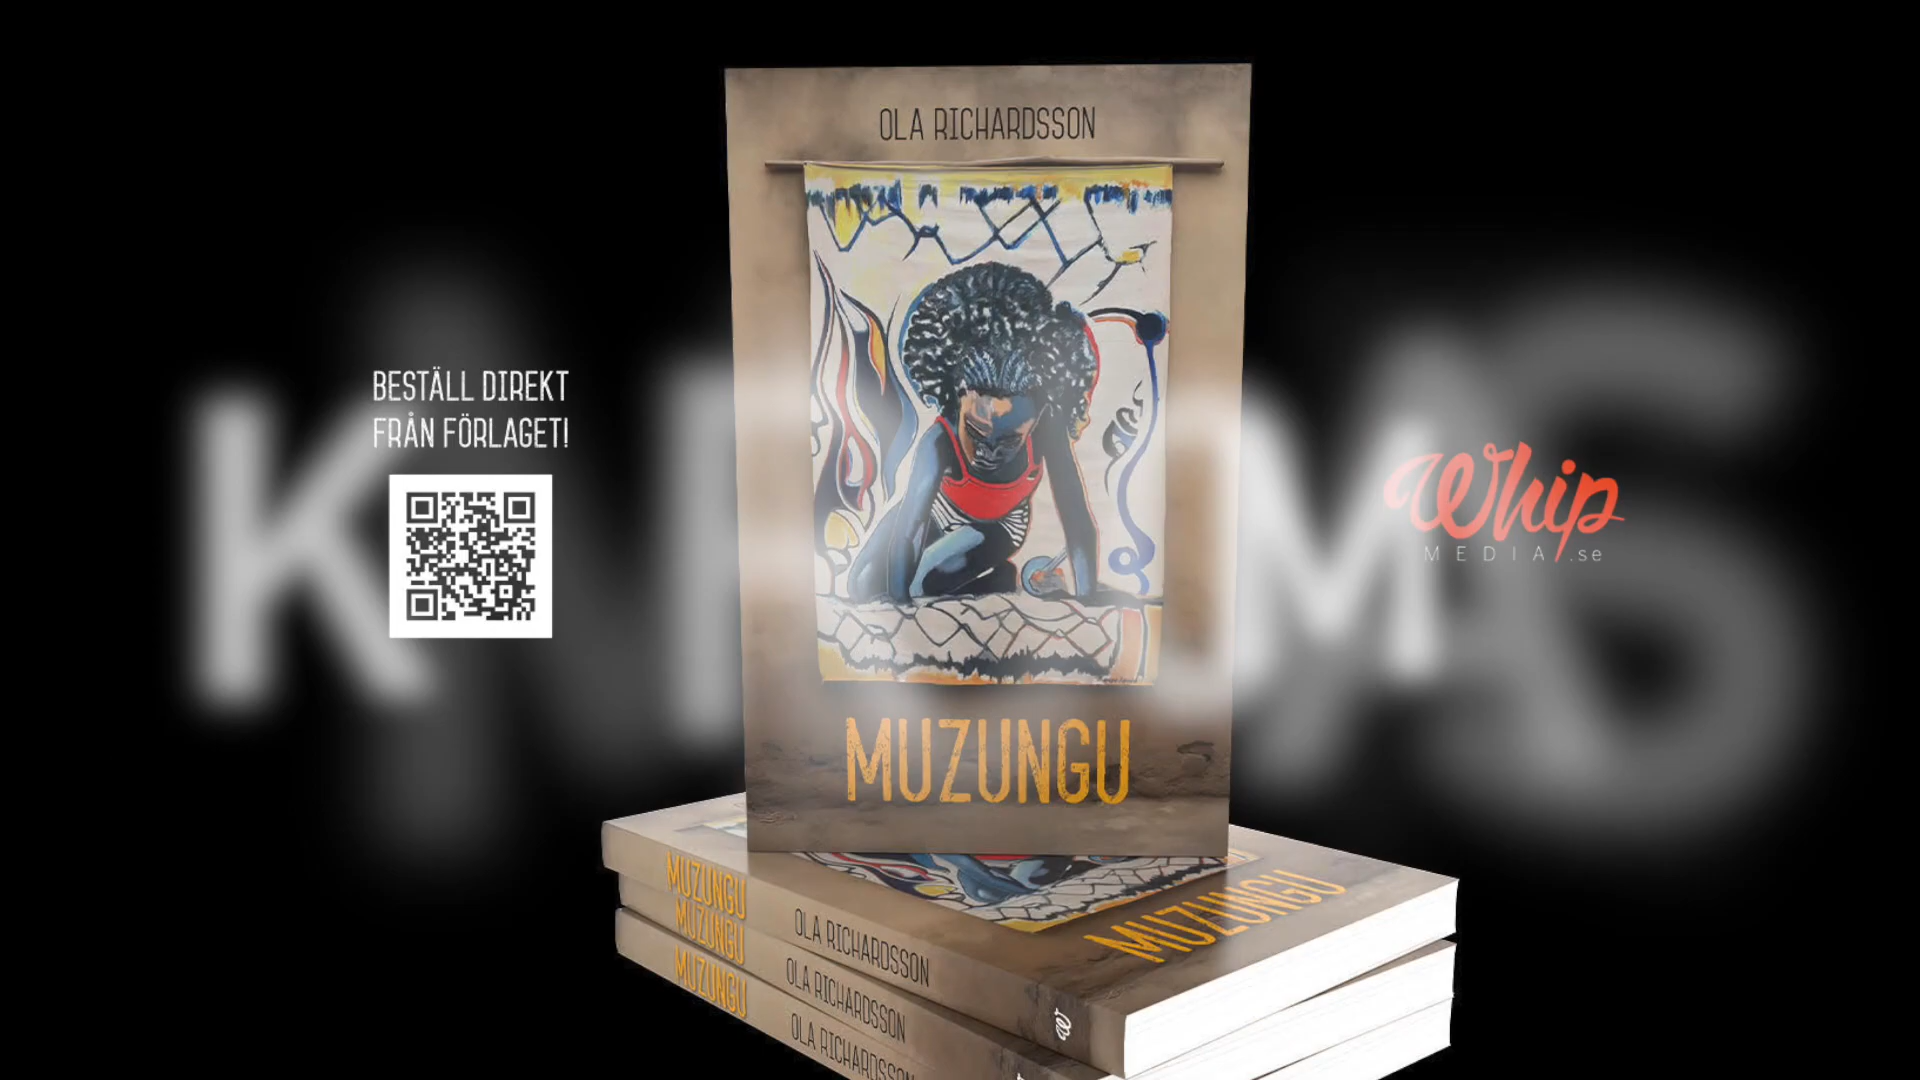 OLA RICHARDSSON
BESTÄLL DIREKT
FRÅN FÖRLAGET!
Whip
MEDIA.se
MUZUNGU
MUZUNGU
OLA RICHARDSSON
MUZUNGU
MUZUNGU
OLA RICHARDSSON
MUZUNGU
OLA RICHARDSSON